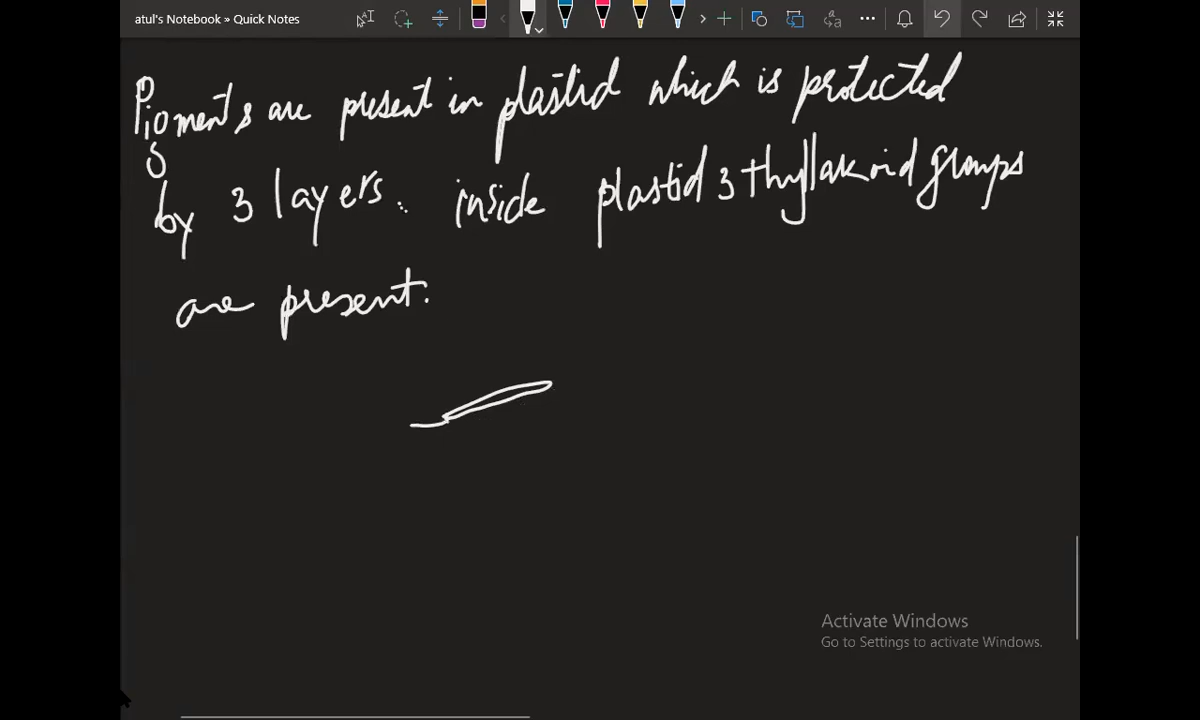 atul's Notebook » Quick Notes
Pigments are present in plastid which is protected
by 3 layers. inside plastid 3 thyllakoid groups
are present.
Activate Windows
Go to Settings to activate Windows.